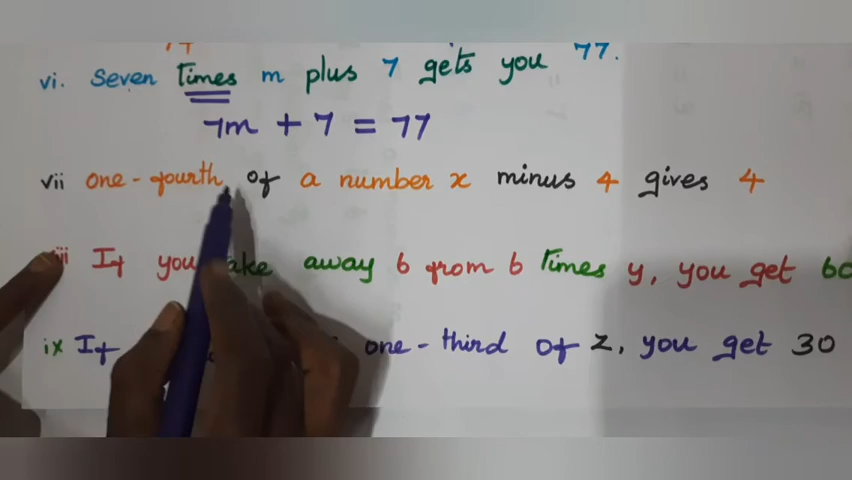 vi. Seven times m plus 7 gets you 77.
7m + 7 = 77
vii one-fourth of a number x minus 4 gives 4
If you take away 6 from 6 times y, you get 60
ix If one-third of z, you get 30